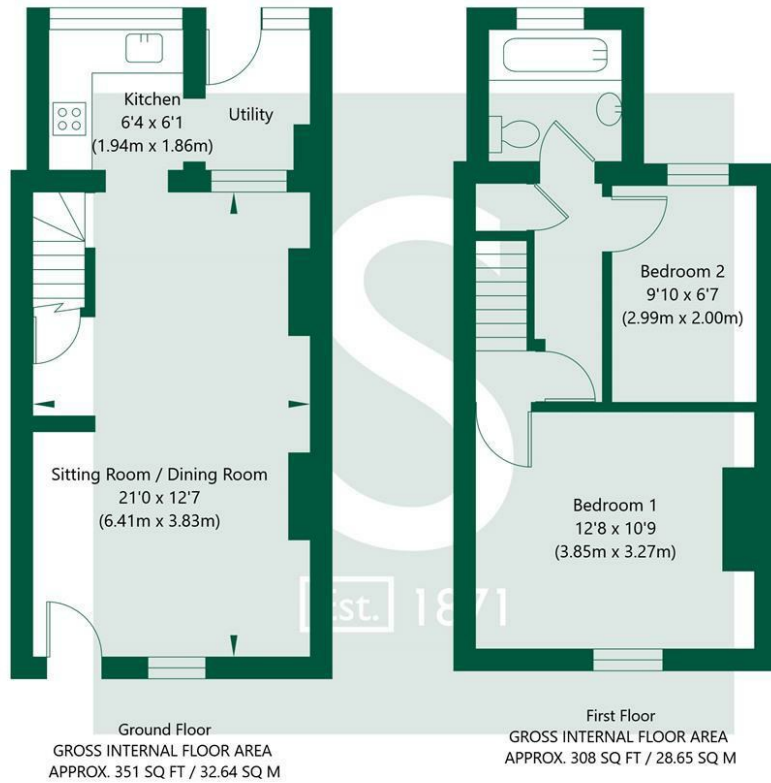 Kitchen
6'4 x 6'1
(1.94m x 1.86m)
Utility
Sitting Room / Dining Room
21'0 x 12'7
(6.41m x 3.83m)
Ground Floor
GROSS INTERNAL FLOOR AREA
APPROX. 351 SQ FT / 32.64 SQ M
Bedroom 2
9'10 x 6'7
(2.99m x 2.00m)
Bedroom 1
12'8 x 10'9
(3.85m x 3.27m)
First Floor
GROSS INTERNAL FLOOR AREA
APPROX. 308 SQ FT / 28.65 SQ M
S
Est. 1871